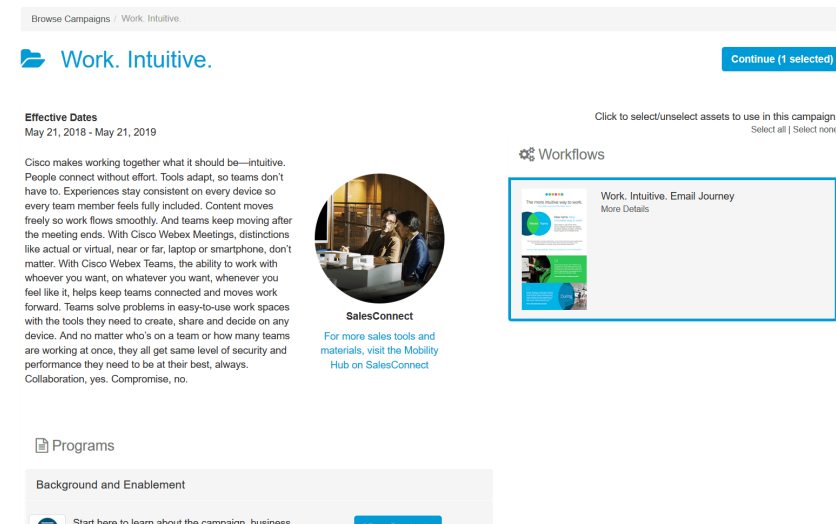 Browse Campaigns / Work. Intuitive.
Work. Intuitive.
Continue (1 selected)
Effective Dates
May 21, 2018 - May 21, 2019
Cisco makes working together what it should be—intuitive.
People connect without effort. Tools adapt, so teams don't
have to. Experiences stay consistent on every device so
every team member feels fully included. Content moves
freely so work flows smoothly. And teams keep moving after
the meeting ends. With Cisco Webex Meetings, distinctions
like actual or virtual, near or far, laptop or smartphone, don't
matter. With Cisco Webex Teams, the ability to work with
whoever you want, on whatever you want, whenever you
feel like it, helps keep teams connected and moves work
forward. Teams solve problems in easy-to-use work spaces
with the tools they need to create, share and decide on any
device. And no matter who's on a team or how many teams
are working at once, they all get same level of security and
performance they need to be at their best, always.
Collaboration, yes. Compromise, no.
SalesConnect
For more sales tools and
materials, visit the Mobility
Hub on SalesConnect
Click to select/unselect assets to use in this campaign
Select all | Select none
Workflows
The more intuitive way to work.
Work. Intuitive. Email Journey
More Details
Programs
Background and Enablement
Start here to learn about the campaign, business